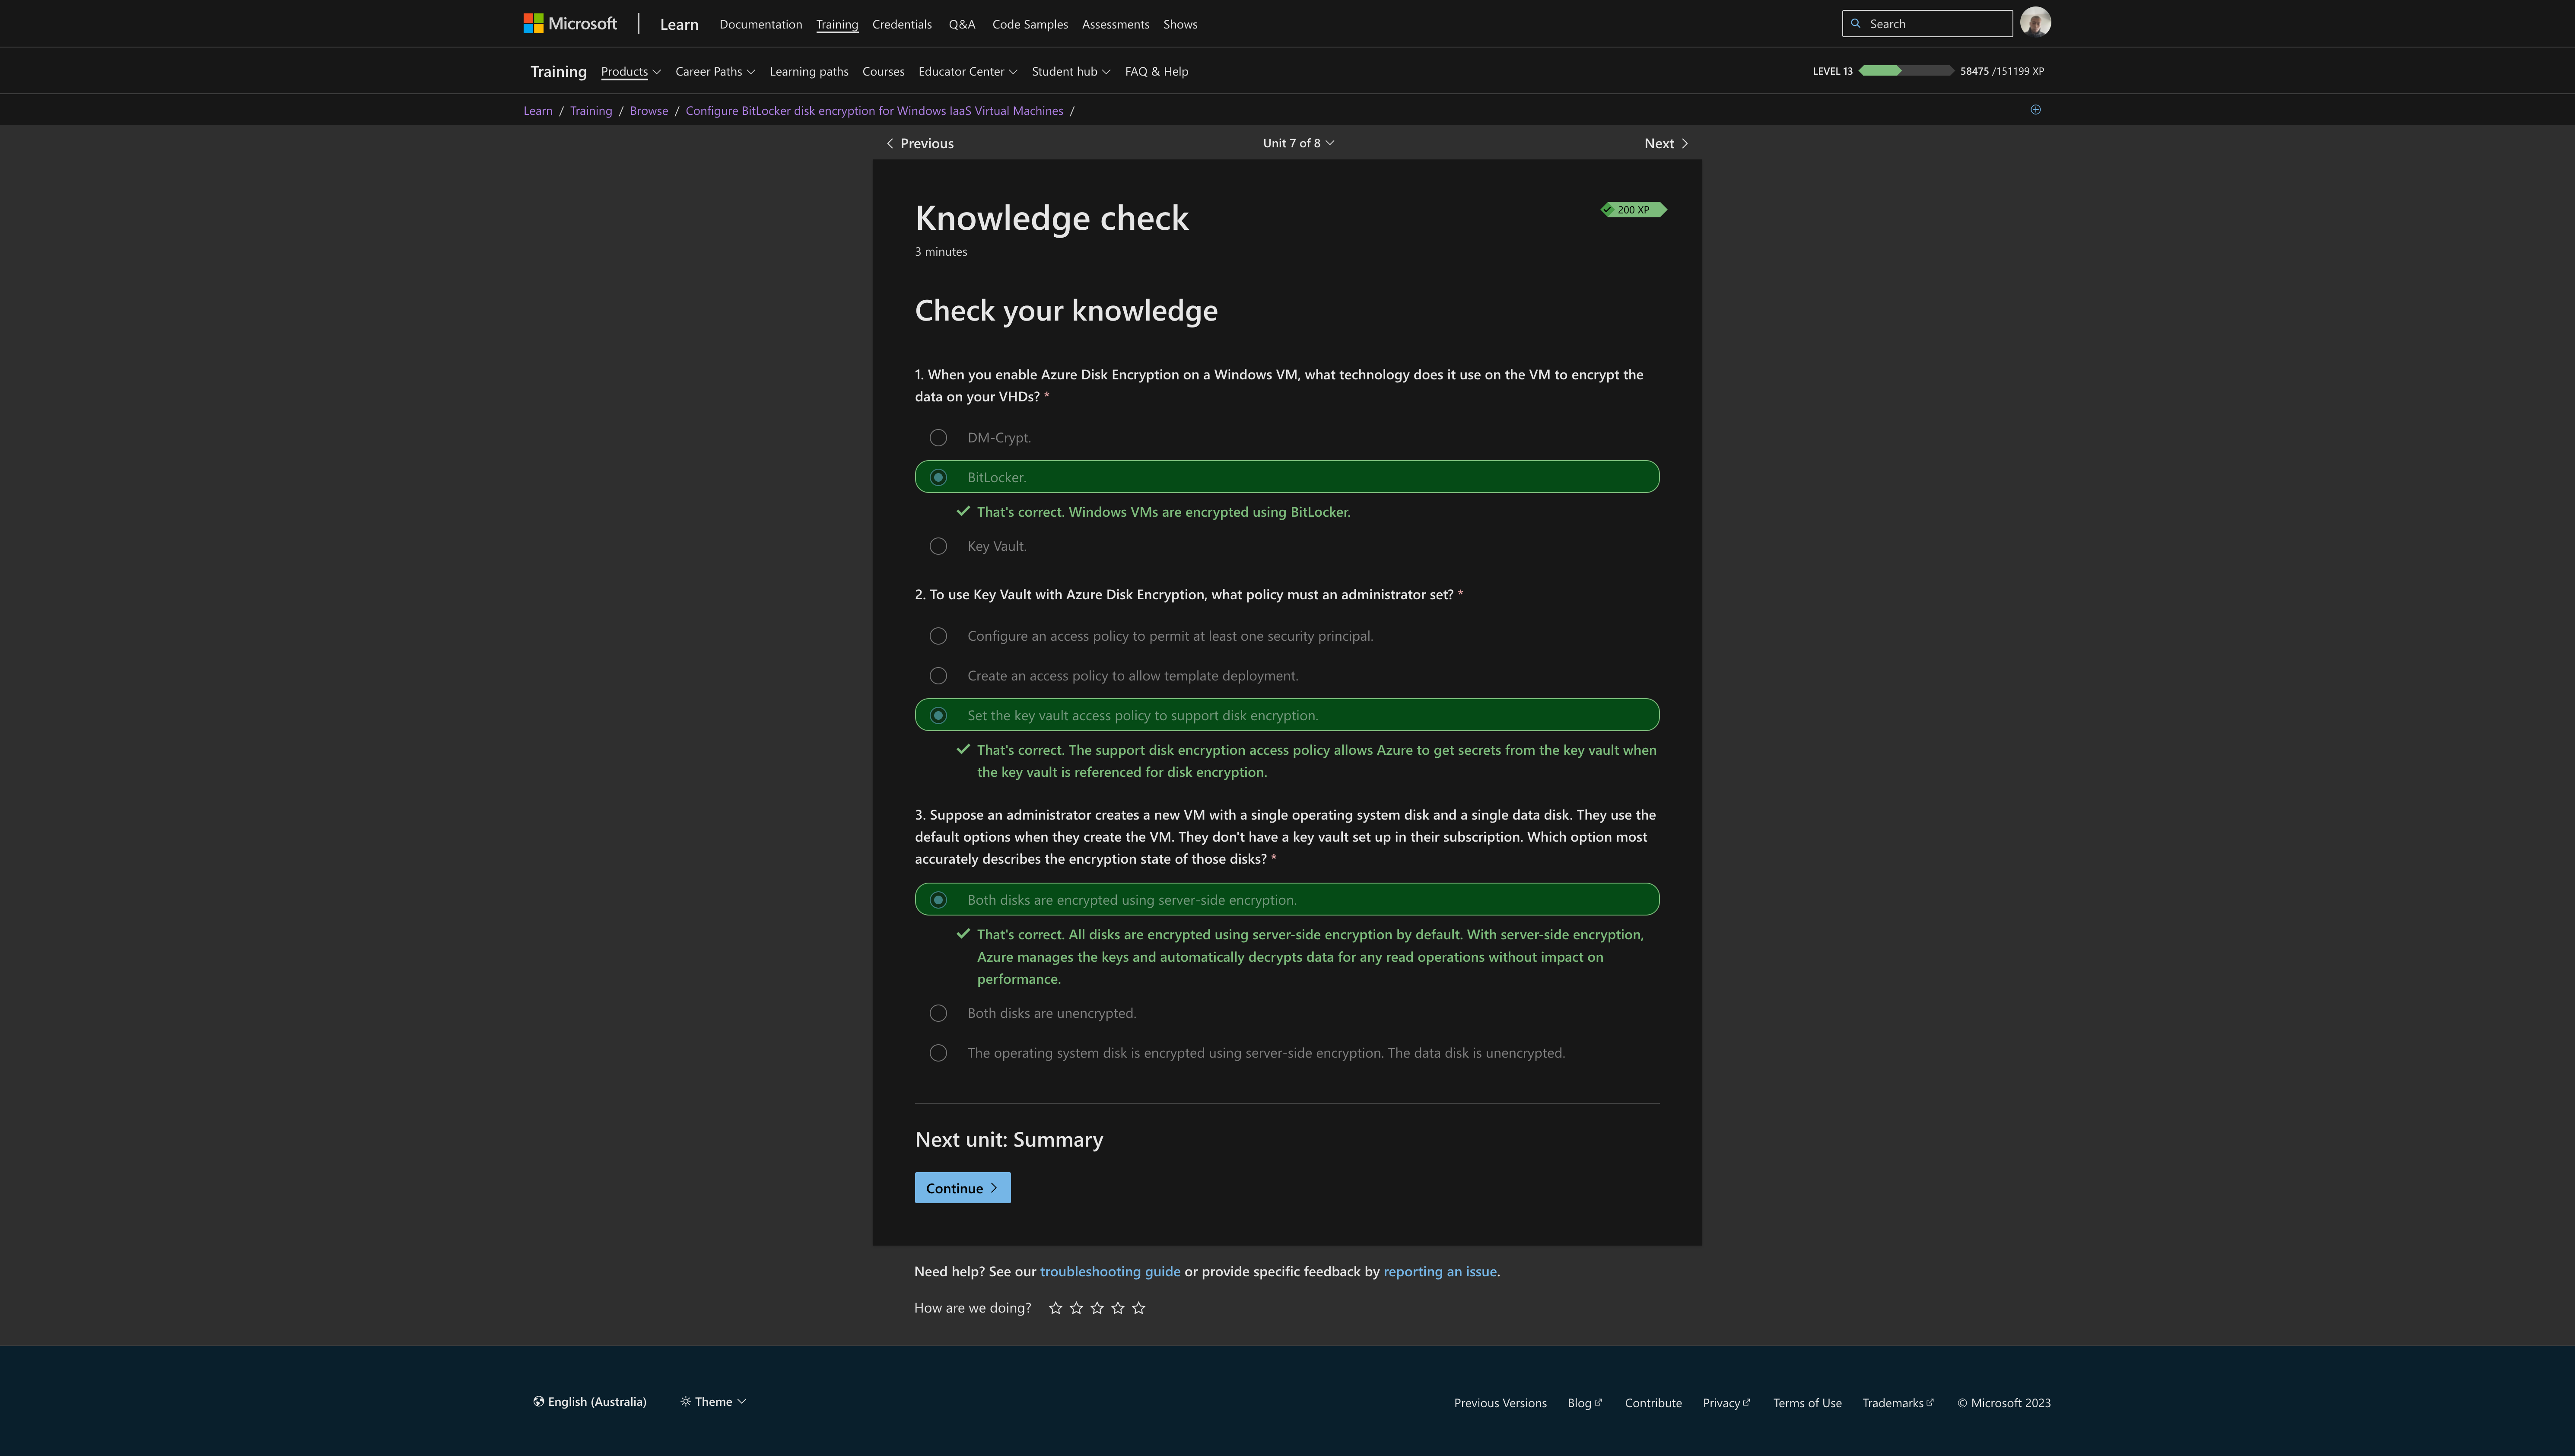 Microsoft
Learn
Documentation
Training
Credentials
Q&A
Code Samples
Assessments
Shows
Search
Training
Products
Career Paths
Learning paths
Courses
Educator Center
Student hub
FAQ & Help
LEVEL 13
58475 /151199 XP
Learn / Training / Browse / Configure BitLocker disk encryption for Windows IaaS Virtual Machines /
Previous
Unit 7 of 8
Next
Knowledge check
200 XP
3 minutes
Check your knowledge
1. When you enable Azure Disk Encryption on a Windows VM, what technology does it use on the VM to encrypt the
data on your VHDs? *
DM-Crypt.
BitLocker.
That's correct. Windows VMs are encrypted using BitLocker.
Key Vault.
2. To use Key Vault with Azure Disk Encryption, what policy must an administrator set? *
Configure an access policy to permit at least one security principal.
Create an access policy to allow template deployment.
Set the key vault access policy to support disk encryption.
That's correct. The support disk encryption access policy allows Azure to get secrets from the key vault when
the key vault is referenced for disk encryption.
3. Suppose an administrator creates a new VM with a single operating system disk and a single data disk. They use the
default options when they create the VM. They don't have a key vault set up in their subscription. Which option most
accurately describes the encryption state of those disks? *
Both disks are encrypted using server-side encryption.
That's correct. All disks are encrypted using server-side encryption by default. With server-side encryption,
Azure manages the keys and automatically decrypts data for any read operations without impact on
performance.
Both disks are unencrypted.
The operating system disk is encrypted using server-side encryption. The data disk is unencrypted.
Next unit: Summary
Continue
Need help? See our troubleshooting guide or provide specific feedback by reporting an issue.
How are we doing?
English (Australia)
Theme
Previous Versions
Blog
Contribute
Privacy
Terms of Use
Trademarks
© Microsoft 2023